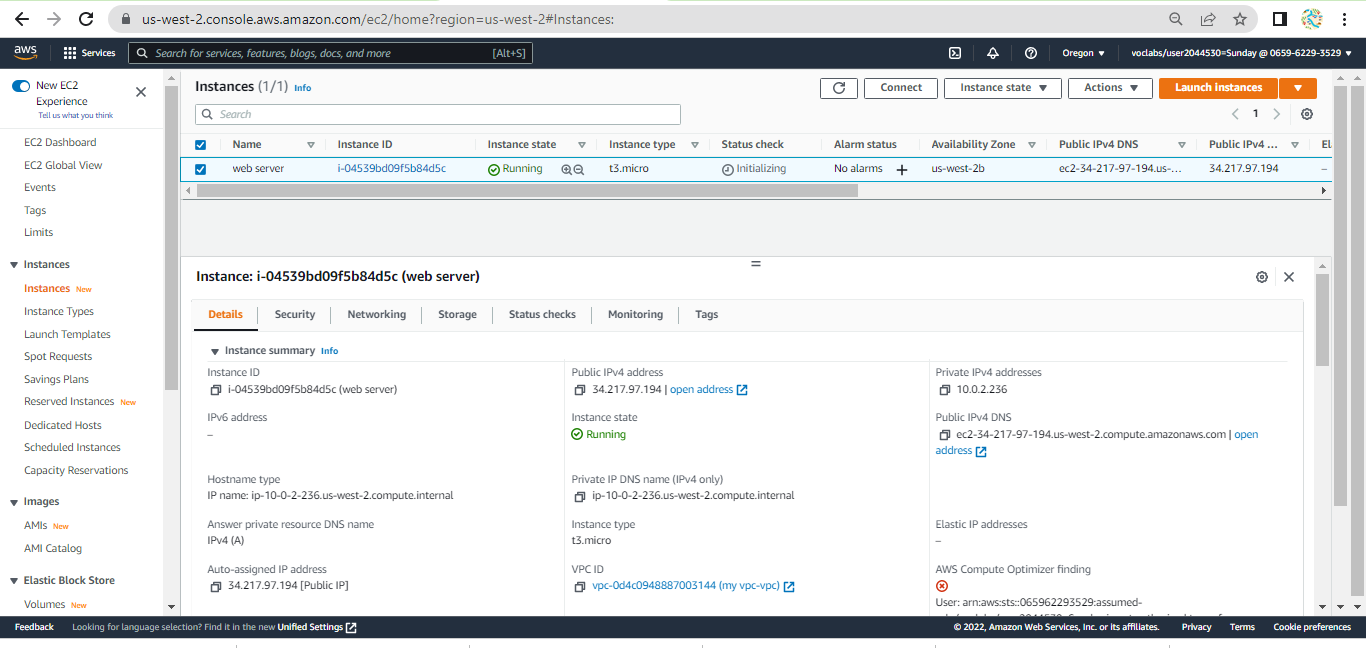 us-west-2.console.aws.amazon.com/ec2/home?region=us-west-2#Instances:
aws
Services
Search for services, features, blogs, docs, and more
[Alt+S]
Oregon
voclabs/user2044530=Sunday @ 0659-6229-3529
New EC2
Experience
Tell us what you think
EC2 Dashboard
EC2 Global View
Events
Tags
Limits
Instances
Instances New
Instance Types
Launch Templates
Spot Requests
Savings Plans
Reserved Instances New
Dedicated Hosts
Scheduled Instances
Capacity Reservations
Images
AMIs New
AMI Catalog
Elastic Block Store
Volumes New
Instances (1/1) Info
Connect
Instance state
Actions
Launch instances
Search
1
Name
Instance ID
Instance state
Instance type
Status check
Alarm status
Availability Zone
Public IPv4 DNS
Public IPv4 ...
El
web server
i-04539bd09f5b84d5c
Running
t3.micro
Initializing
No alarms
us-west-2b
ec2-34-217-97-194.us-...
34.217.97.194
–
Instance: i-04539bd09f5b84d5c (web server)
Details
Security
Networking
Storage
Status checks
Monitoring
Tags
Instance summary Info
Instance ID
i-04539bd09f5b84d5c (web server)
Public IPv4 address
34.217.97.194 | open address
Private IPv4 addresses
10.0.2.236
IPv6 address
–
Instance state
Running
Public IPv4 DNS
ec2-34-217-97-194.us-west-2.compute.amazonaws.com | open
address
Hostname type
IP name: ip-10-0-2-236.us-west-2.compute.internal
Private IP DNS name (IPv4 only)
ip-10-0-2-236.us-west-2.compute.internal
Answer private resource DNS name
IPv4 (A)
Instance type
t3.micro
Elastic IP addresses
–
Auto-assigned IP address
34.217.97.194 [Public IP]
VPC ID
vpc-0d4c0948887003144 (my vpc-vpc)
AWS Compute Optimizer finding
User: arn:aws:sts::065962293529:assumed-
Feedback
Looking for language selection? Find it in the new Unified Settings
© 2022, Amazon Web Services, Inc. or its affiliates.
Privacy
Terms
Cookie preferences